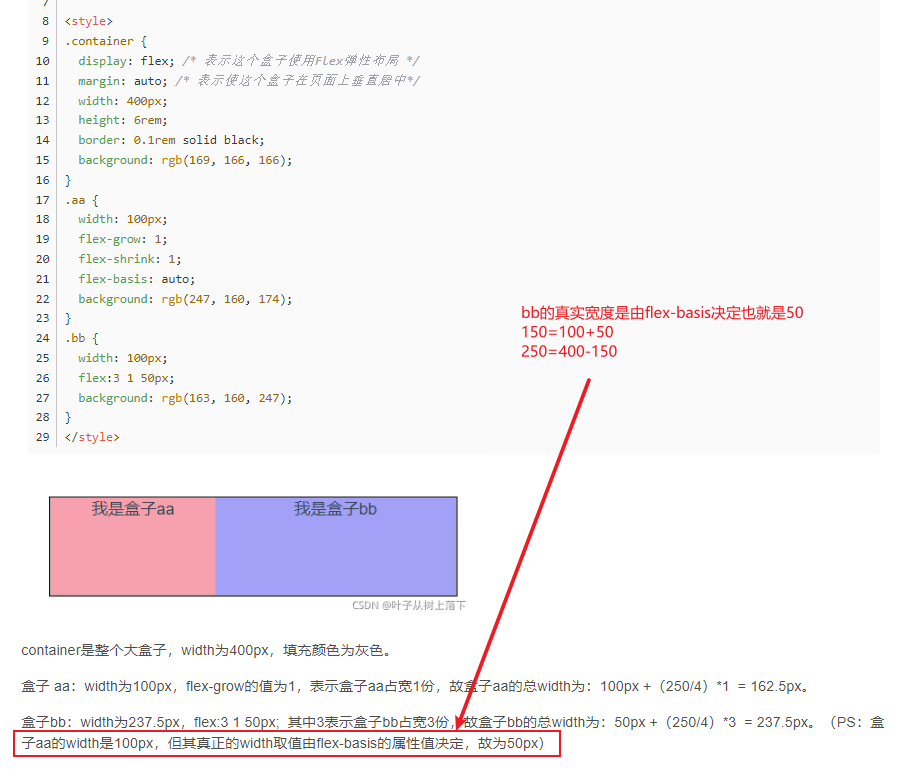 7
8 <style>
9 .container {
10 display: flex; /* 表示这个盒子使用Flex弹性布局 */
11 margin: auto; /* 表示使这个盒子在页面上垂直居中*/
12 width: 400px;
13 height: 6rem;
14 border: 0.1rem solid black;
15 background: rgb(169, 166, 166);
16 }
17 .aa {
18 width: 100px;
19 flex-grow: 1;
20 flex-shrink: 1;
21 flex-basis: auto;
22 background: rgb(247, 160, 174);
23 }
24 .bb {
25 width: 100px;
26 flex:3 1 50px;
27 background: rgb(163, 160, 247);
28 }
29 </style>
bb的真实宽度是由flex-basis决定也就是50
150=100+50
250=400-150
我是盒子aa 我是盒子bb
CSDN @叶子从树上落下
container是整个大盒子，width为400px，填充颜色为灰色。
盒子 aa：width为100px，flex-grow的值为1，表示盒子aa占宽1份，故盒子aa的总width为：100px +（250/4）*1 = 162.5px。
盒子bb：width为237.5px，flex:3 1 50px; 其中3表示盒子bb占宽3份，故盒子bb的总width为：50px +（250/4）*3 = 237.5px。（PS：盒
子aa的width是100px，但其真正的width取值由flex-basis的属性值决定，故为50px）